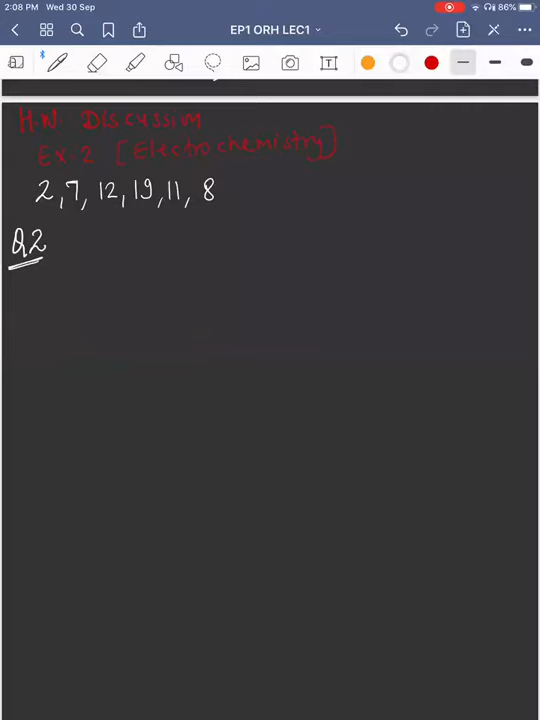 2:08 PM Wed 30 Sep 86%
EP1 ORH LEC1
T
H.W. Discussion
Ex-2 [Electrochemistry]
2, 7, 12, 19, 11, 8
Q2